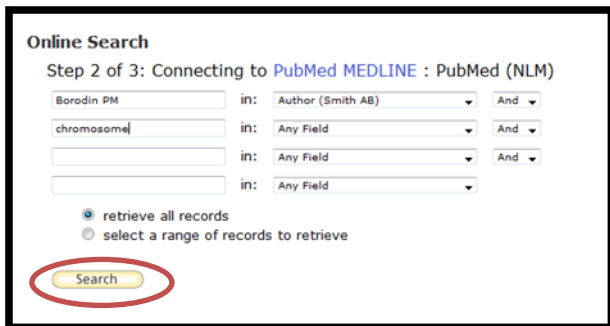 Online Search
Step 2 of 3: Connecting to PubMed MEDLINE : PubMed (NLM)
Borodin PM in: Author (Smith AB) And
chromosome in: Any Field And
in: Any Field And
in: Any Field
retrieve all records
select a range of records to retrieve
Search